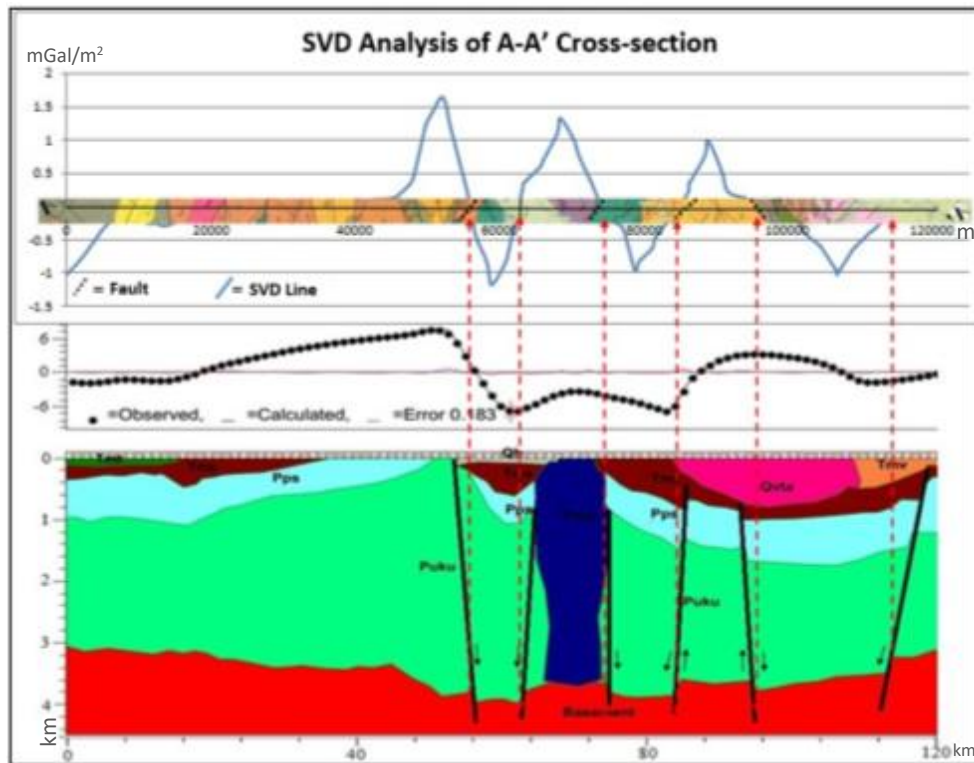 SVD Analysis of A-A' Cross-section
mGal/m²
2
1.5
1
0.5
0 20000 40000 60000 80000 100000 120000 m
-0.5
-1
-1.5
= Fault = SVD Line
6
0
-6
=Observed, =Calculated, =Error 0.183
0
Pps Pps Pps Qvte Tmv
1
Puku Puku
2
3
4
Basement
km
0 40 80 120 km